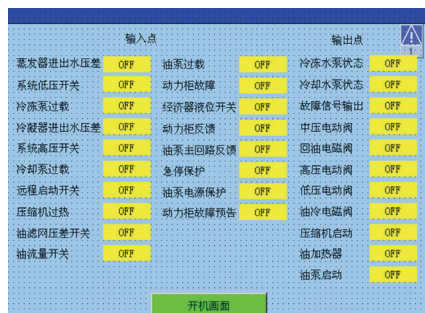 输入点
输出点
1
蒸发器进出水压差 OFF 油泵过载 OFF 冷冻水泵状态 OFF
系统低压开关 OFF 动力柜故障 OFF 冷却水泵状态 OFF
冷冻泵过载 OFF 经济器液位开关 OFF 故障信号输出 OFF
冷凝器进出水压差 OFF 动力柜反馈 OFF 中压电动阀 OFF
系统高压开关 OFF 油泵主回路反馈 OFF 回油电磁阀 OFF
冷却泵过载 OFF 急停保护 OFF 高压电动阀 OFF
远程启动开关 OFF 油泵电源保护 OFF 低压电动阀 OFF
压缩机过热 OFF 动力柜故障预告 OFF 油冷电磁阀 OFF
油滤网压差开关 OFF 压缩机启动 OFF
油流量开关 OFF 油加热器 OFF
油泵启动 OFF
开机画面